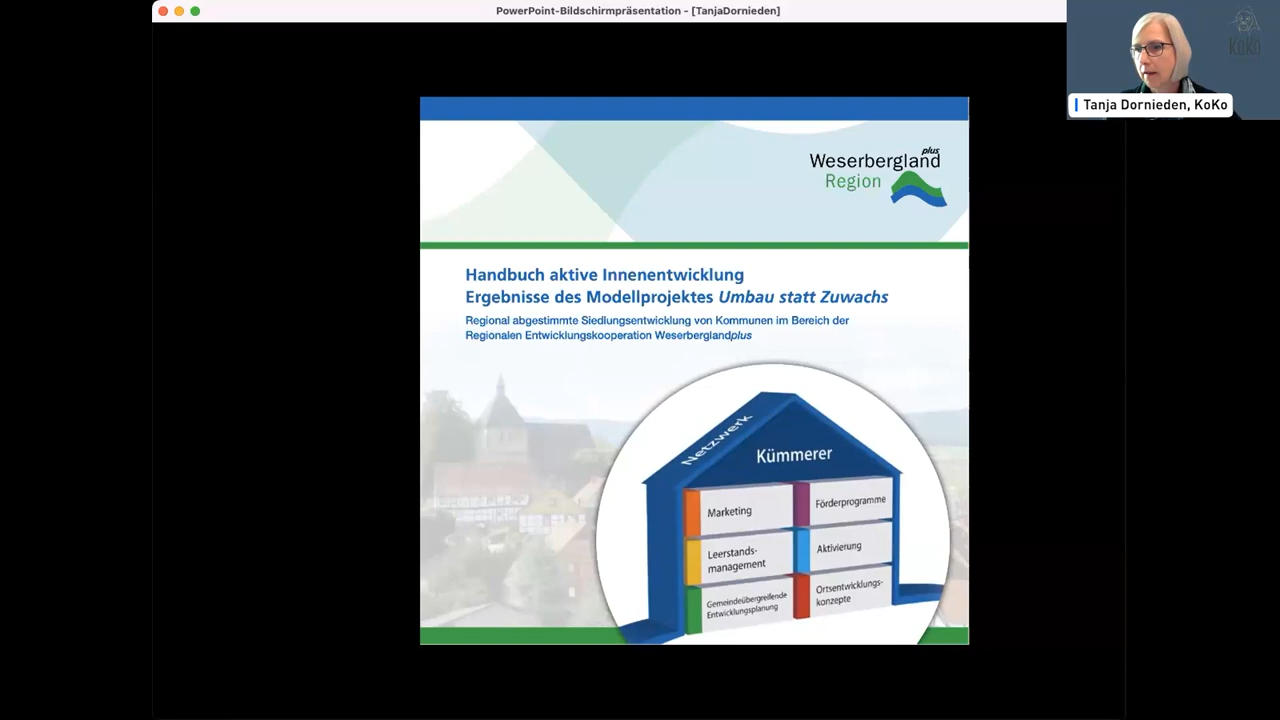 PowerPoint-Bildschirmpräsentation - [TanjaDornieden]
KoKo
Tanja Dornieden, KoKo
plus
Weserbergland
Region
Handbuch aktive Innenentwicklung
Ergebnisse des Modellprojektes Umbau statt Zuwachs
Regional abgestimmte Siedlungsentwicklung von Kommunen im Bereich der
Regionalen Entwicklungskooperation Weserberglandplus
Netzwerk
Kümmerer
Marketing
Förderprogramme
Leerstands-
management
Aktivierung
Gemeindeübergreifende
Entwicklungsplanung
Ortsentwicklungs-
konzepte